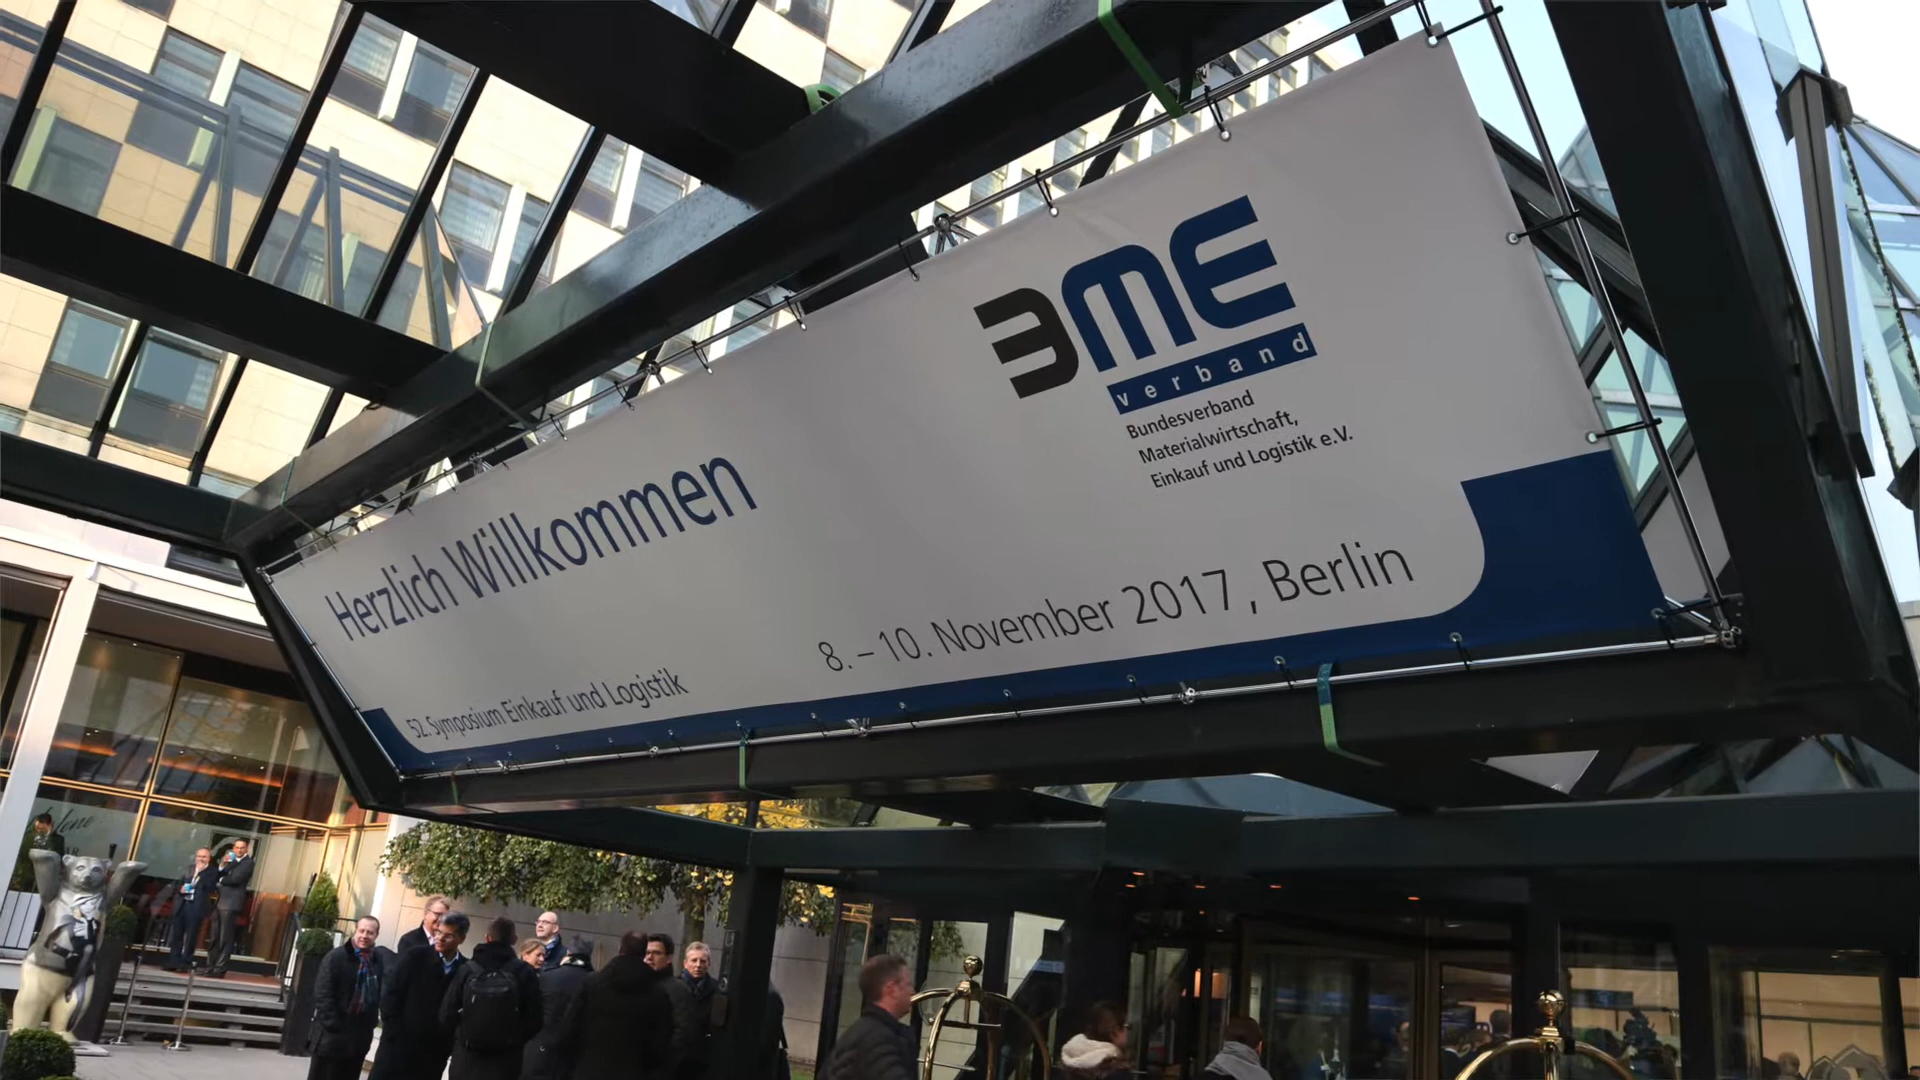 BME
verband
Bundesverband
Materialwirtschaft,
Einkauf und Logistik e.V.
Herzlich Willkommen
8. – 10. November 2017, Berlin
52. Symposium Einkauf und Logistik